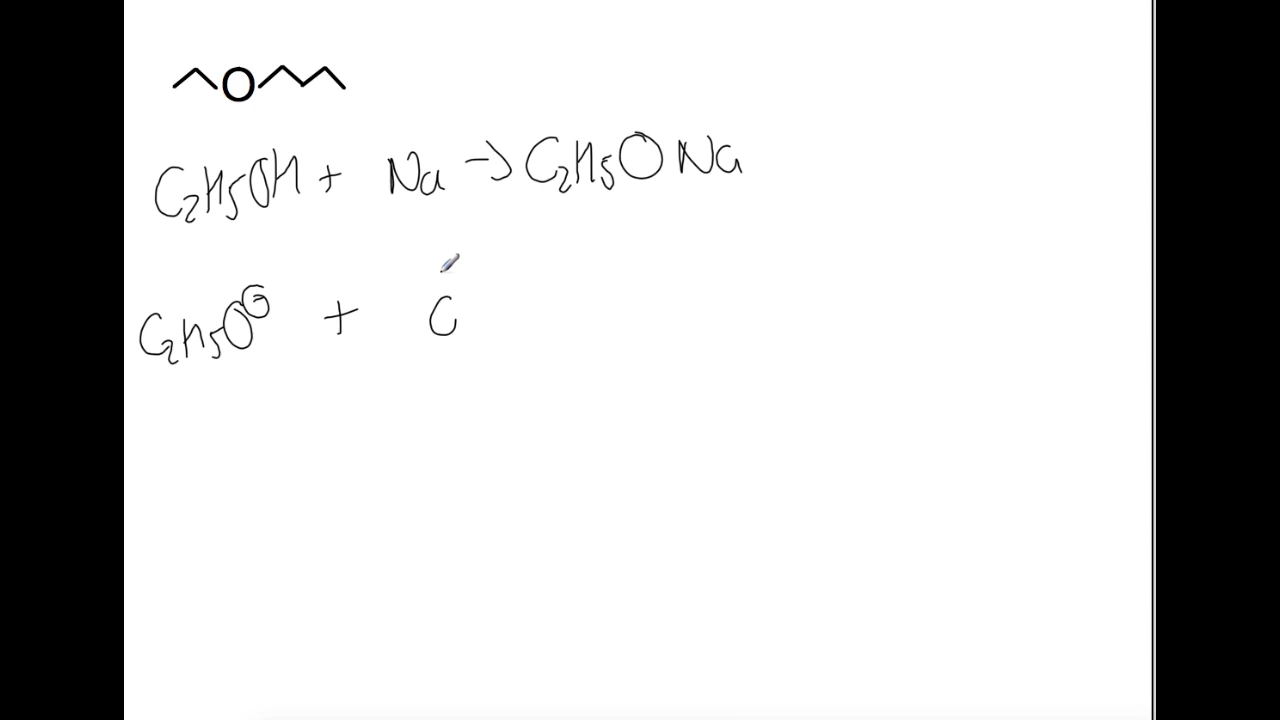 O
C₂H₅OH + Na → C₂H₅ONa
C₂H₅O⊖ + C